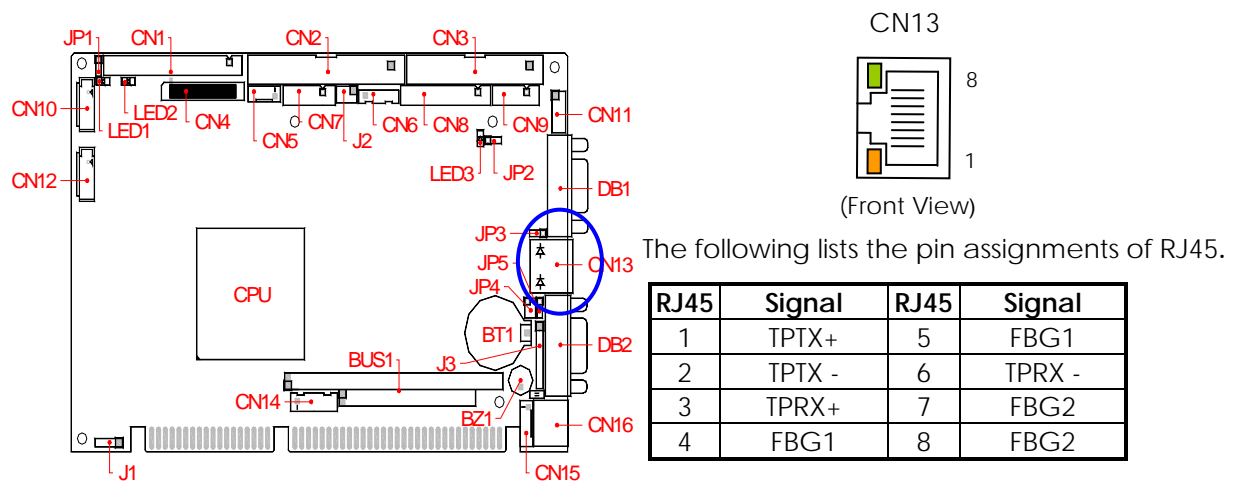 JP1
CN1
CN2
CN3
CN10
LED1
LED2
CN4
CN5
CN7
J2
CN6
CN8
CN9
CN11
CN12
LED3
JP2
DB1
JP3
CN13
JP5
JP4
CPU
BT1
DB2
BUS1
J3
CN14
BZ1
CN16
J1
CN15
CN13
8
1
(Front View)
The following lists the pin assignments of RJ45.
RJ45 Signal RJ45 Signal
1 TPTX+ 5 FBG1
2 TPTX - 6 TPRX -
3 TPRX+ 7 FBG2
4 FBG1 8 FBG2